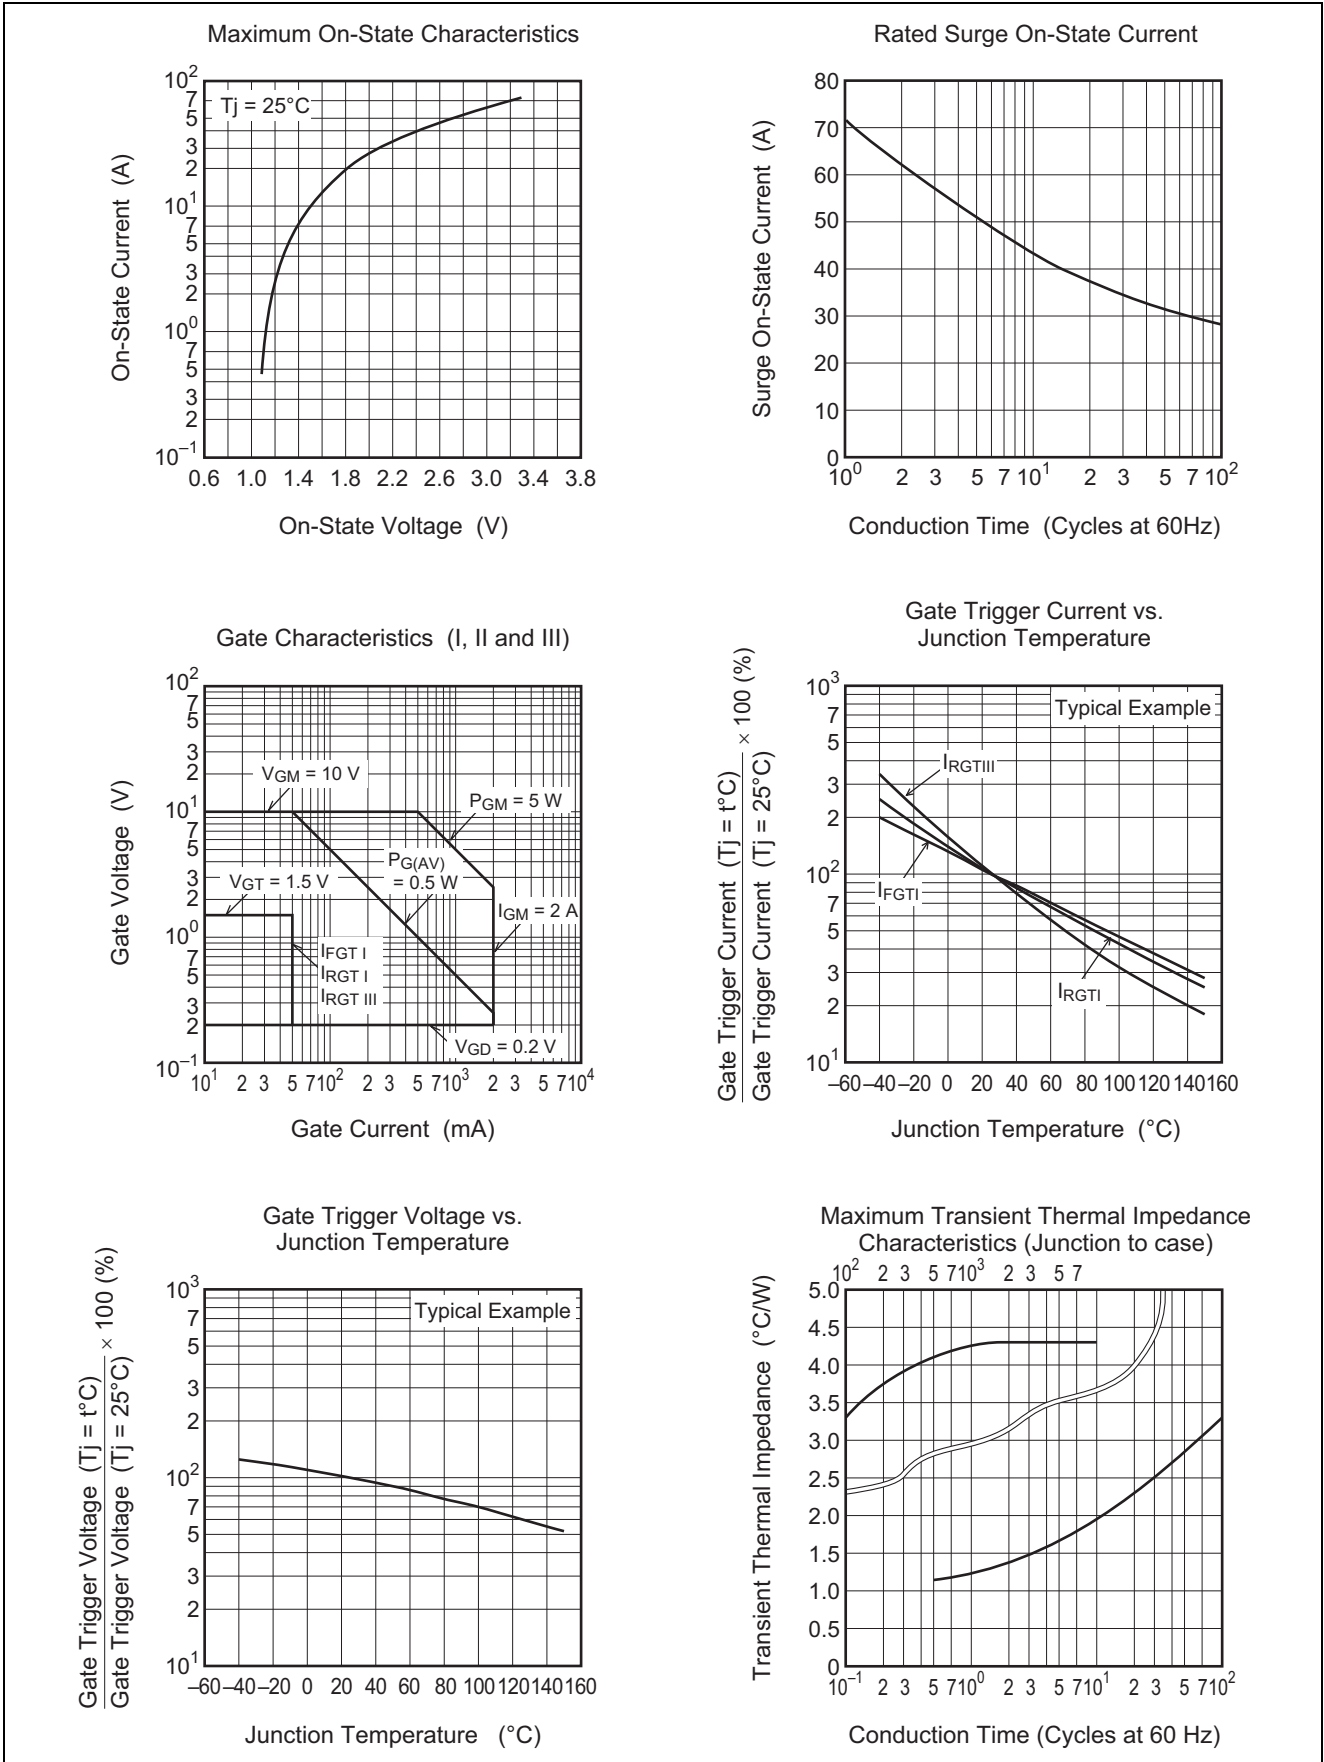 Maximum On-State Characteristics
On-State Current (A)
10² 7 5 3 2 10¹ 7 5 3 2 10⁰ 7 5 3 2 10⁻¹
Tj = 25°C
0.6 1.0 1.4 1.8 2.2 2.6 3.0 3.4 3.8
On-State Voltage (V)
Rated Surge On-State Current
Surge On-State Current (A)
80 70 60 50 40 30 20 10 0
10⁰ 2 3 5 7 10¹ 2 3 5 7 10²
Conduction Time (Cycles at 60Hz)
Gate Characteristics (I, II and III)
Gate Voltage (V)
10² 7 5 3 2 10¹ 7 5 3 2 10⁰ 7 5 3 2 10⁻¹
VGM = 10 V
PGM = 5 W
PG(AV)
= 0.5 W
VGT = 1.5 V
IGM = 2 A
IFGT I
IRGT I
IRGT III
VGD = 0.2 V
10¹ 2 3 5 7 10² 2 3 5 7 10³ 2 3 5 7 10⁴
Gate Current (mA)
Gate Trigger Current vs.
Junction Temperature
Gate Trigger Current (Tj = t°C)
Gate Trigger Current (Tj = 25°C)
× 100 (%)
10³ 7 5 3 2 10² 7 5 3 2 10¹
Typical Example
IRGTIII
IFGTI
IRGTI
–60 –40 –20 0 20 40 60 80 100 120 140 160
Junction Temperature (°C)
Gate Trigger Voltage vs.
Junction Temperature
Gate Trigger Voltage (Tj = t°C)
Gate Trigger Voltage (Tj = 25°C)
× 100 (%)
10³ 7 5 3 2 10² 7 5 3 2 10¹
Typical Example
–60 –40 –20 0 20 40 60 80 100 120 140 160
Junction Temperature (°C)
Maximum Transient Thermal Impedance
Characteristics (Junction to case)
10² 2 3 5 7 10³ 2 3 5 7
Transient Thermal Impedance (°C/W)
5.0 4.5 4.0 3.5 3.0 2.5 2.0 1.5 1.0 0.5 0
10⁻¹ 2 3 5 7 10⁰ 2 3 5 7 10¹ 2 3 5 7 10²
Conduction Time (Cycles at 60 Hz)